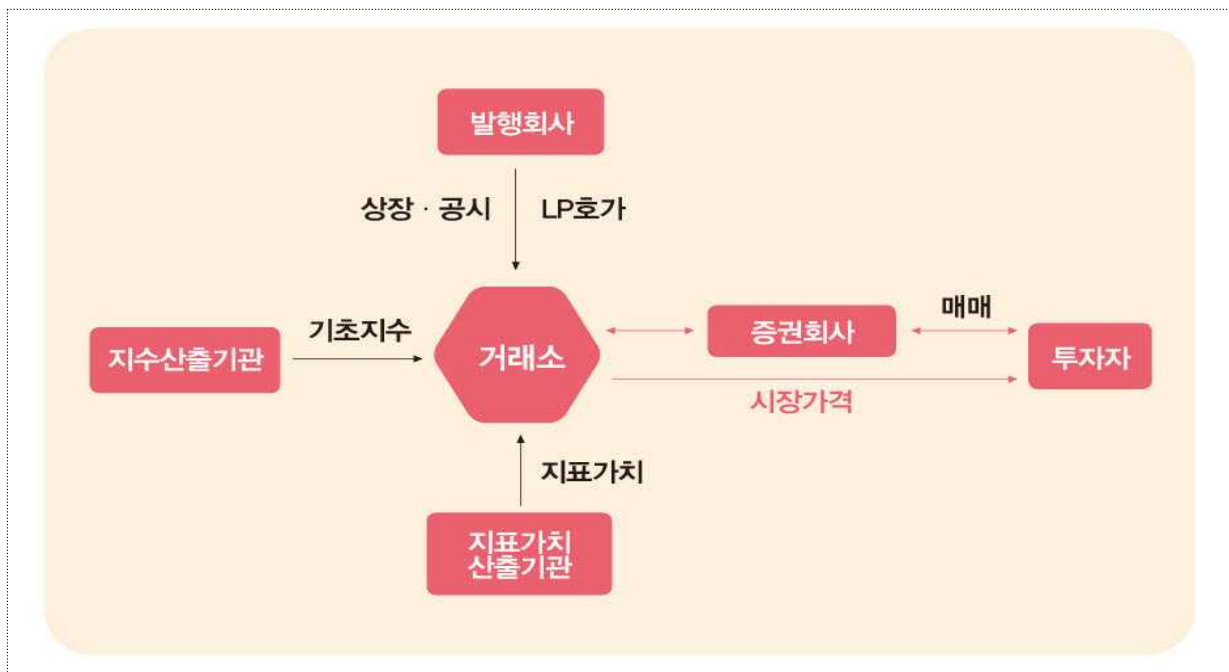 발행회사
상장 · 공시
LP호가
매매
기초지수
증권회사
지수산출기관
거래소
투자자
시장가격
지표가치
지표가치
산출기관